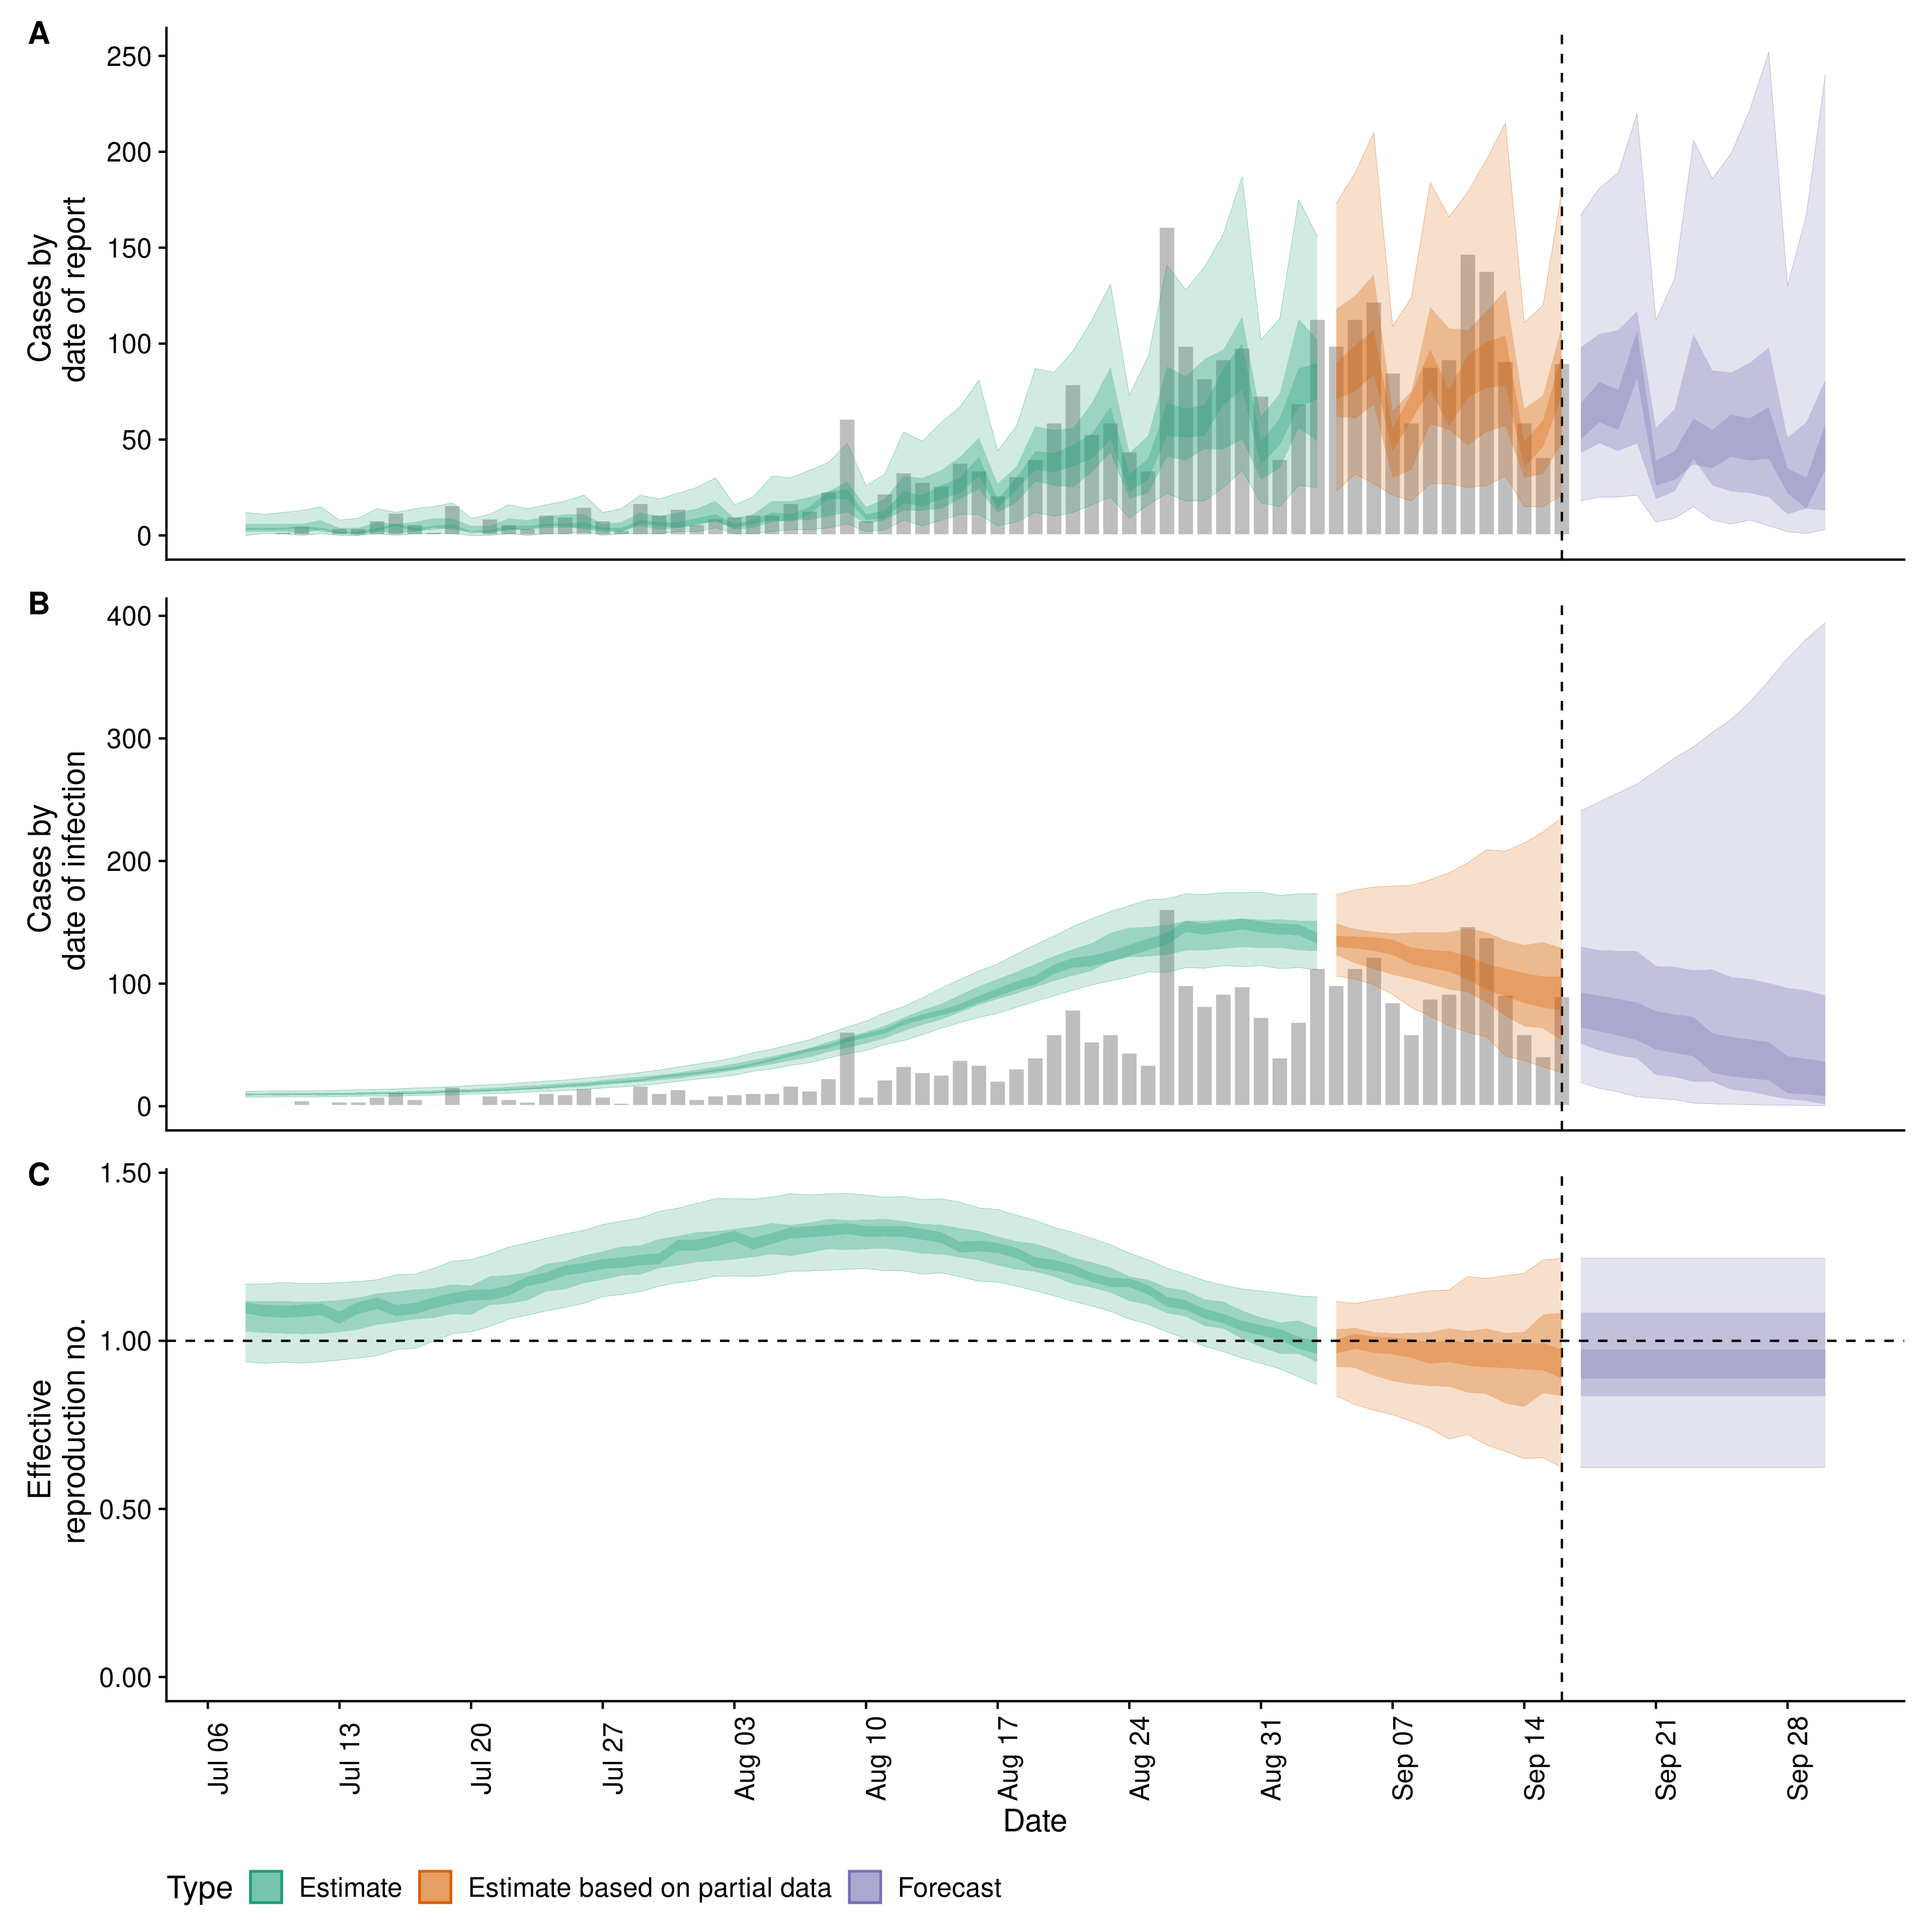 A
250
200
150
100
50
0
Cases by
date of report
B
400
300
200
100
0
Cases by
date of infection
C
1.50
1.00
0.50
0.00
Effective
reproduction no.
Jul 06
Jul 13
Jul 20
Jul 27
Aug 03
Aug 10
Aug 17
Aug 24
Aug 31
Sep 07
Sep 14
Sep 21
Sep 28
Date
Type Estimate Estimate based on partial data Forecast